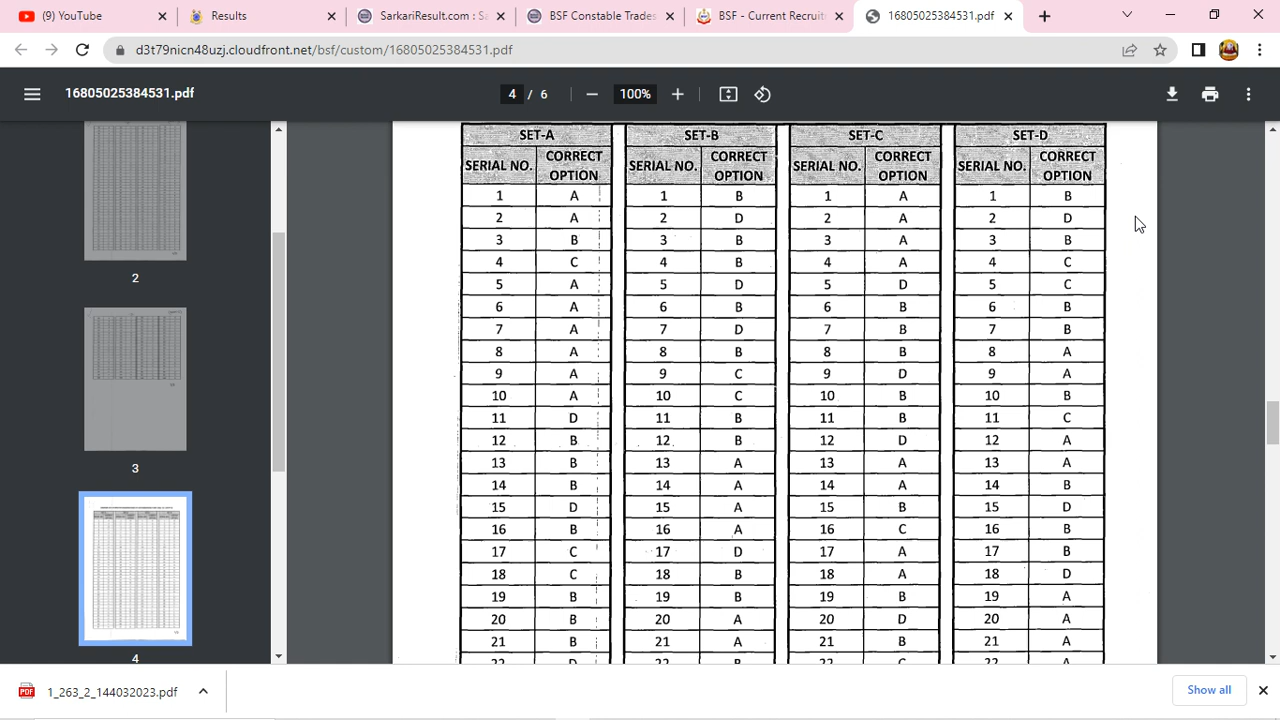 (8) YouTube
Results
SarkariResult.com : Sa
BSF Constable Trades
BSF - Current Recruit
16805025384531.pdf
d3t79nicn48uzj.cloudfront.net/bsf/custom/16805025384531.pdf
16805025384531.pdf
4 / 6
100%
2
3
4
SET-A SET-B SET-C SET-D
SERIAL NO. CORRECT OPTION SERIAL NO. CORRECT OPTION SERIAL NO. CORRECT OPTION SERIAL NO. CORRECT OPTION
1 A 1 B 1 A 1 B
2 A 2 D 2 A 2 D
3 B 3 B 3 A 3 B
4 C 4 B 4 A 4 C
5 A 5 D 5 D 5 C
6 A 6 B 6 B 6 B
7 A 7 D 7 B 7 B
8 A 8 B 8 B 8 A
9 A 9 C 9 D 9 A
10 A 10 C 10 B 10 B
11 D 11 B 11 B 11 C
12 B 12 B 12 D 12 A
13 B 13 A 13 A 13 A
14 B 14 A 14 A 14 B
15 D 15 A 15 B 15 D
16 B 16 A 16 C 16 B
17 C 17 D 17 A 17 B
18 C 18 B 18 A 18 D
19 B 19 B 19 B 19 A
20 B 20 A 20 D 20 A
21 B 21 A 21 B 21 A
22 D 22 B 22 C 22 A
PDF
1_263_2_144032023.pdf
Show all